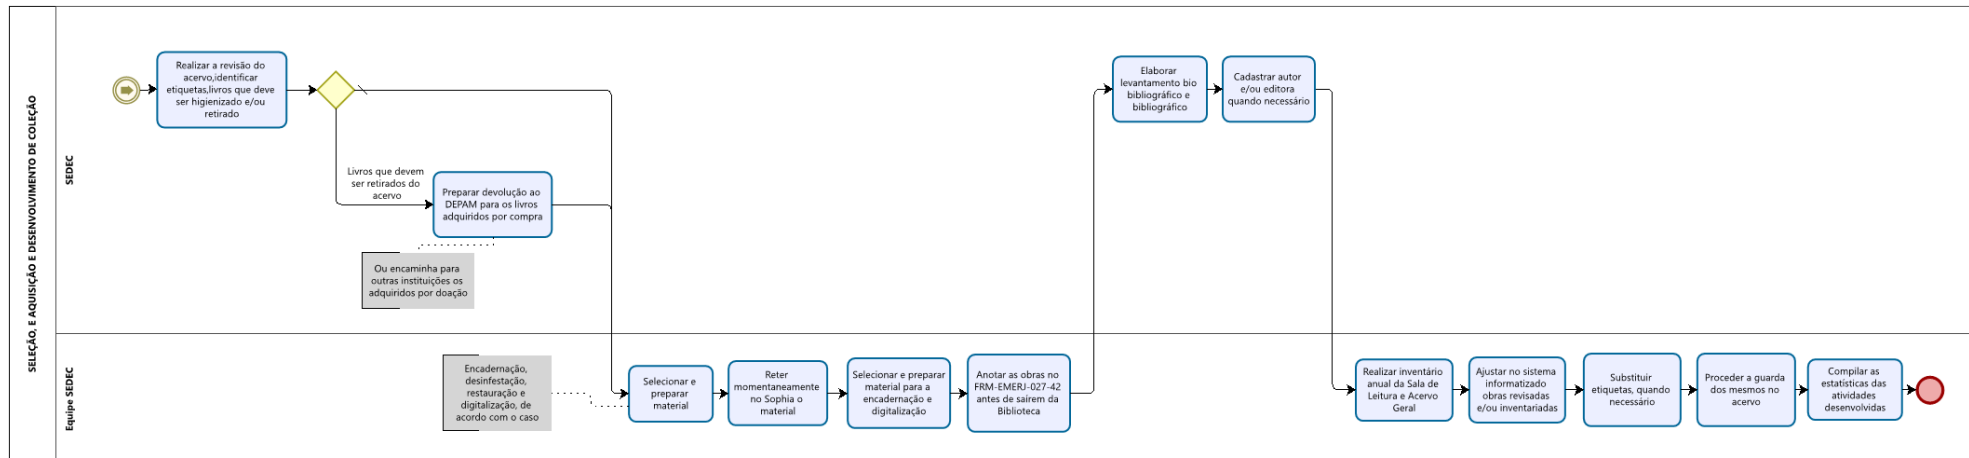 SELEÇÃO, E AQUISIÇÃO E DESENVOLVIMENTO DE COLEÇÃO
SEDEC
Realizar a revisão do
acervo,identificar
etiquetas,livros que deve
ser higienizado e/ou
retirado
Livros que devem
ser retirados do
acervo
Preparar devolução ao
DEPAM para os livros
adquiridos por compra
Ou encaminha para
outras instituições os
adquiridos por doação
Elaborar
levantamento bio
bibliográfico e
bibliográfico
Cadastrar autor
e/ou editora
quando necessário
Equipe SEDEC
Encadernação,
desinfestação,
restauração e
digitalização, de
acordo com o caso
Selecionar e
preparar
material
Reter
momentaneamente
no Sophia o
material
Selecionar e preparar
material para a
encadernação e
digitalização
Anotar as obras no
FRM-EMERJ-027-42
antes de saírem da
Biblioteca
Realizar inventário
anual da Sala de
Leitura e Acervo
Geral
Ajustar no sistema
informatizado
obras revisadas
e/ou inventariadas
Substituir
etiquetas, quando
necessário
Proceder a guarda
dos mesmos no
acervo
Compilar as
estatísticas das
atividades
desenvolvidas